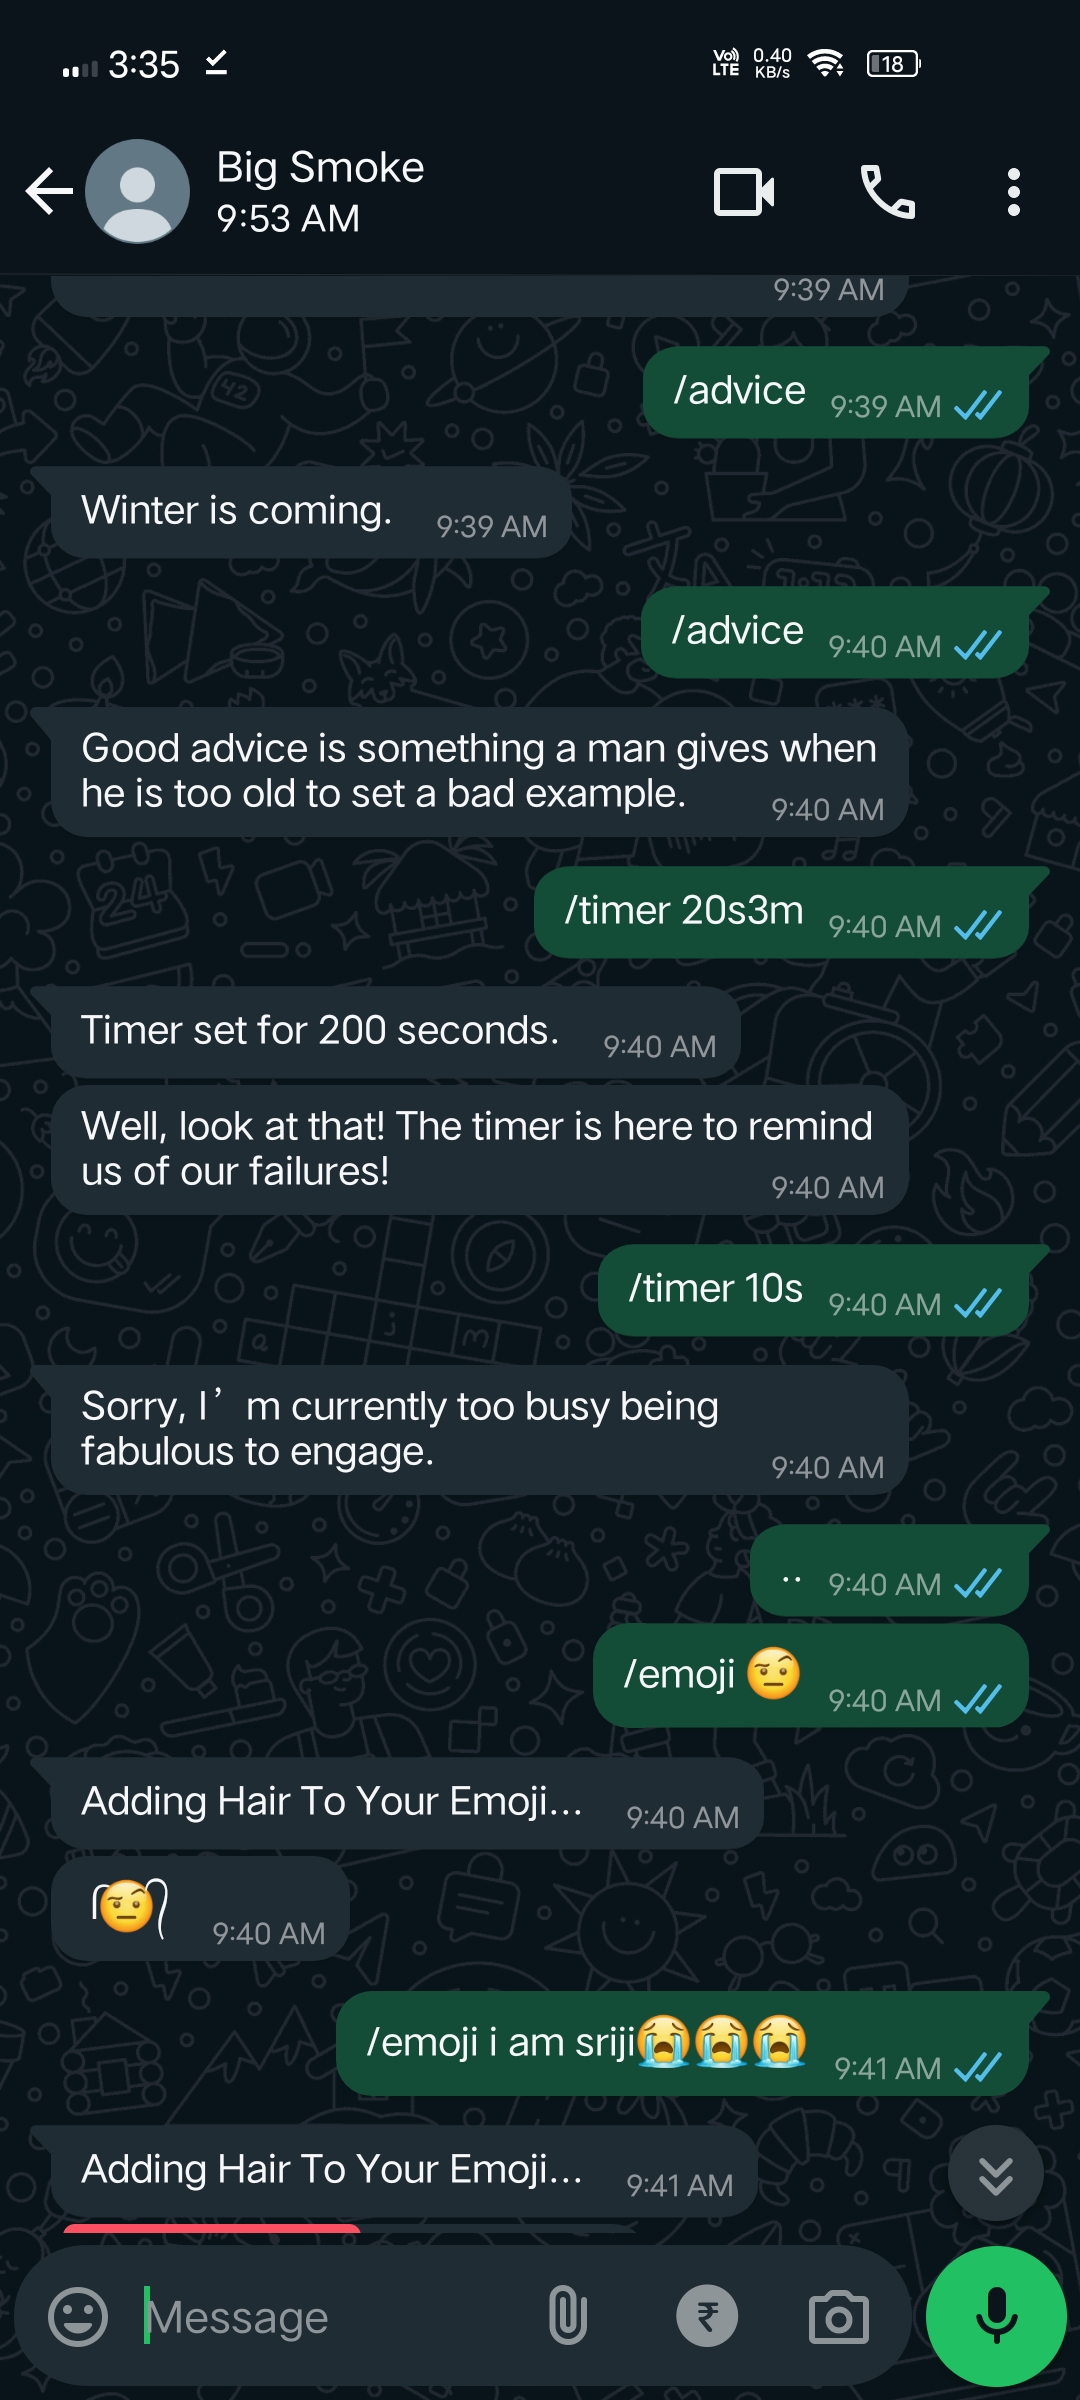 3:35
Vo)
LTE
0.40
KB/s
18
Big Smoke
9:53 AM
9:39 AM
/advice 9:39 AM
Winter is coming. 9:39 AM
/advice 9:40 AM
Good advice is something a man gives when
he is too old to set a bad example. 9:40 AM
/timer 20s3m 9:40 AM
Timer set for 200 seconds. 9:40 AM
Well, look at that! The timer is here to remind
us of our failures! 9:40 AM
/timer 10s 9:40 AM
Sorry, I’m currently too busy being
fabulous to engage. 9:40 AM
.. 9:40 AM
/emoji 🤨 9:40 AM
Adding Hair To Your Emoji... 9:40 AM
🤨 9:40 AM
/emoji i am sriji😭😭😭 9:41 AM
Adding Hair To Your Emoji... 9:41 AM
Message
₹